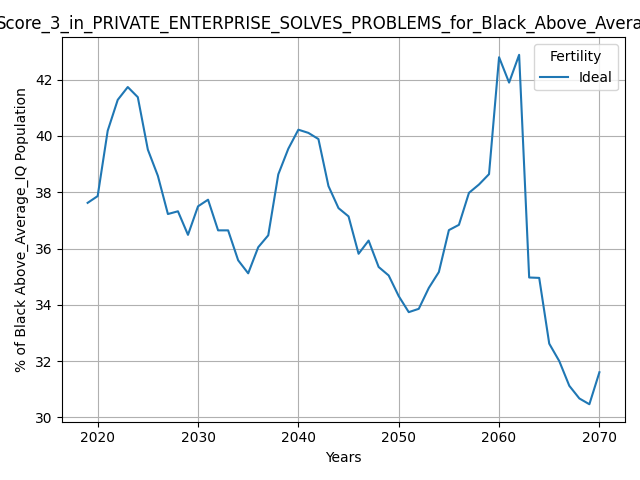 Score_3_in_PRIVATE_ENTERPRISE_SOLVES_PROBLEMS_for_Black_Above_Avera
Fertility
Ideal
% of Black Above_Average_IQ Population
42
40
38
36
34
32
30
2020 2030 2040 2050 2060 2070
Years